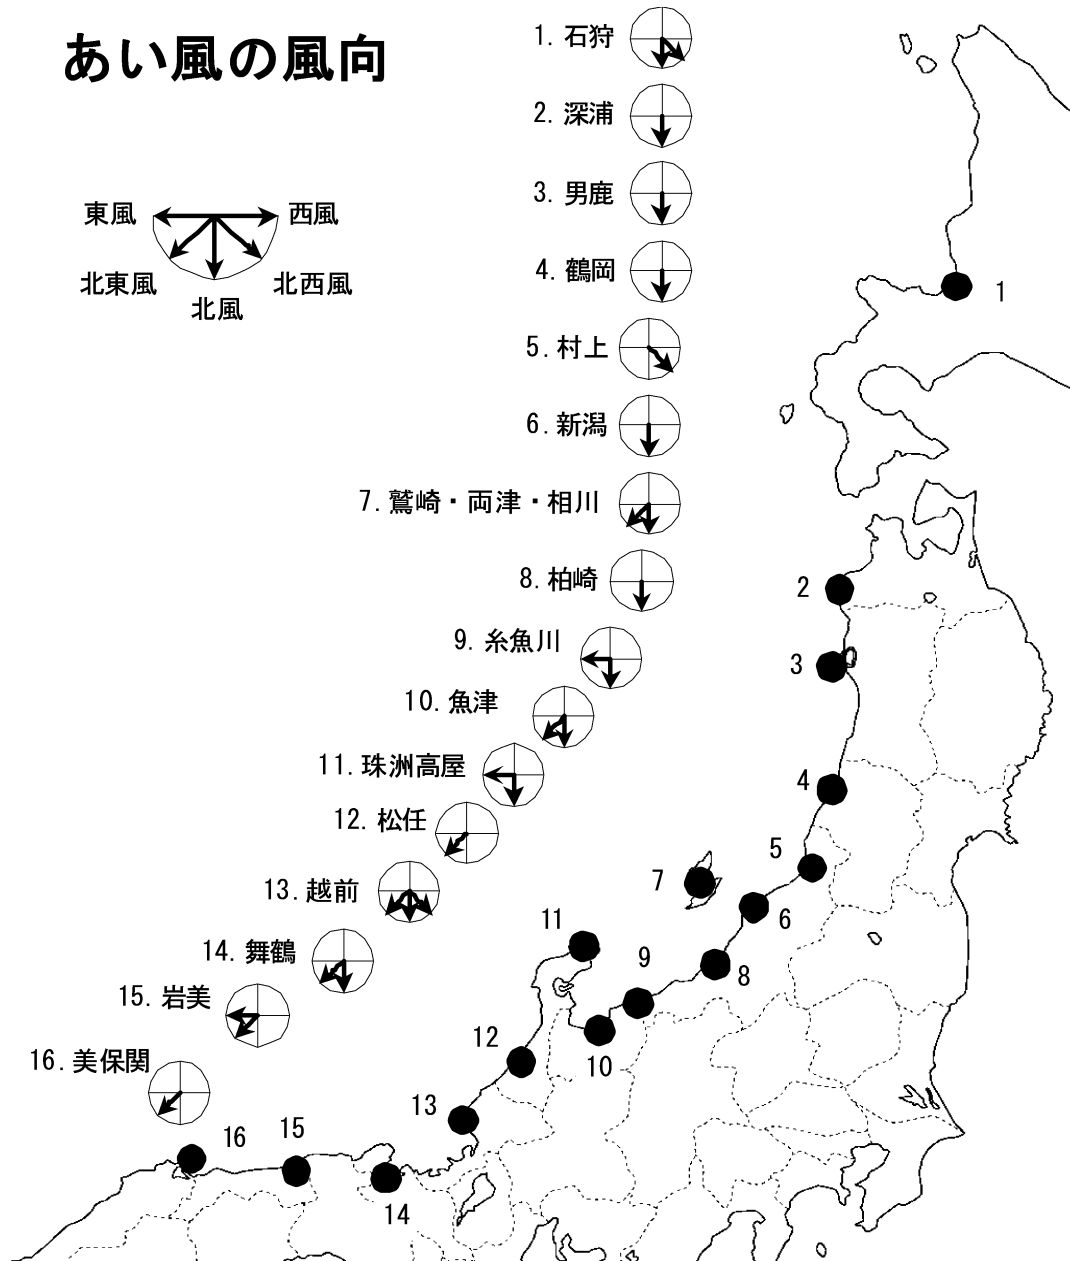 あい風の風向
東風
西風
北東風
北西風
北風
1. 石狩
2. 深浦
3. 男鹿
4. 鶴岡
5. 村上
6. 新潟
7. 鷲崎・両津・相川
8. 柏崎
9. 糸魚川
10. 魚津
11. 珠洲高屋
12. 松任
13. 越前
14. 舞鶴
15. 岩美
16. 美保関
1
2
3
4
5
7
6
11
9
8
12
10
13
16
15
14